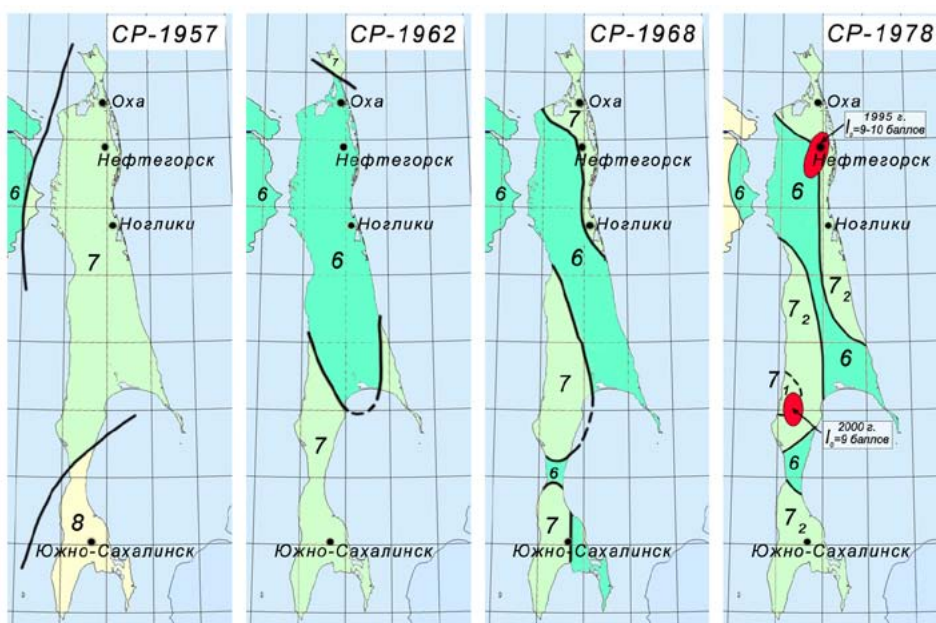 СР-1957
Оха
Нефтегорск
6
Ноглики
7
8
Южно-Сахалинск
СР-1962
Оха
Нефтегорск
Ноглики
6
7
Южно-Сахалинск
СР-1968
Оха
7
Нефтегорск
Ноглики
6
7
6
7
Южно-Сахалинск
СР-1978
Оха
1995 г.
I₀=9-10 баллов
Нефтегорск
6
6
Ноглики
7₂
7₂
6
7₁
2000 г.
I₀=9 баллов
6
7₂
Южно-Сахалинск